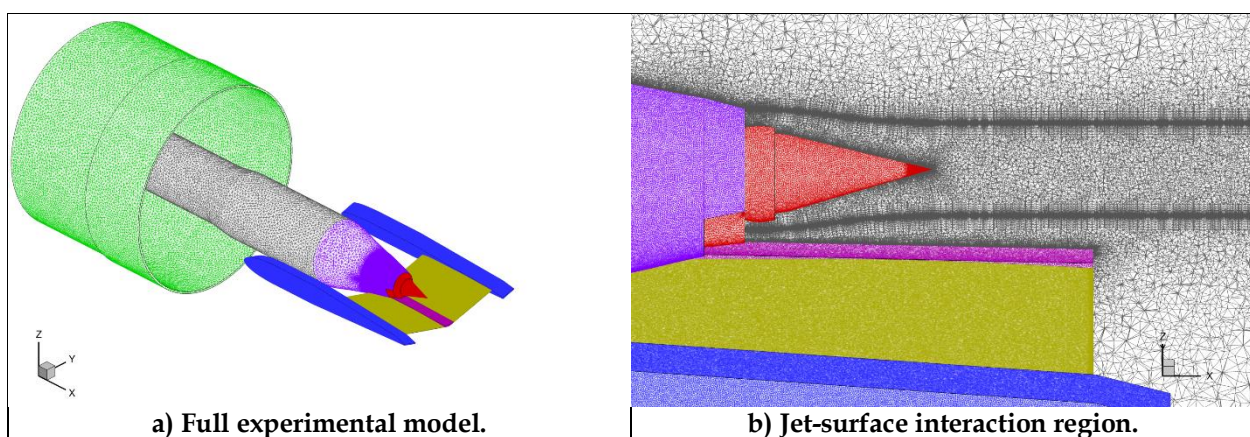 Z
Y
X
a) Full experimental model.
Z
X
b) Jet-surface interaction region.